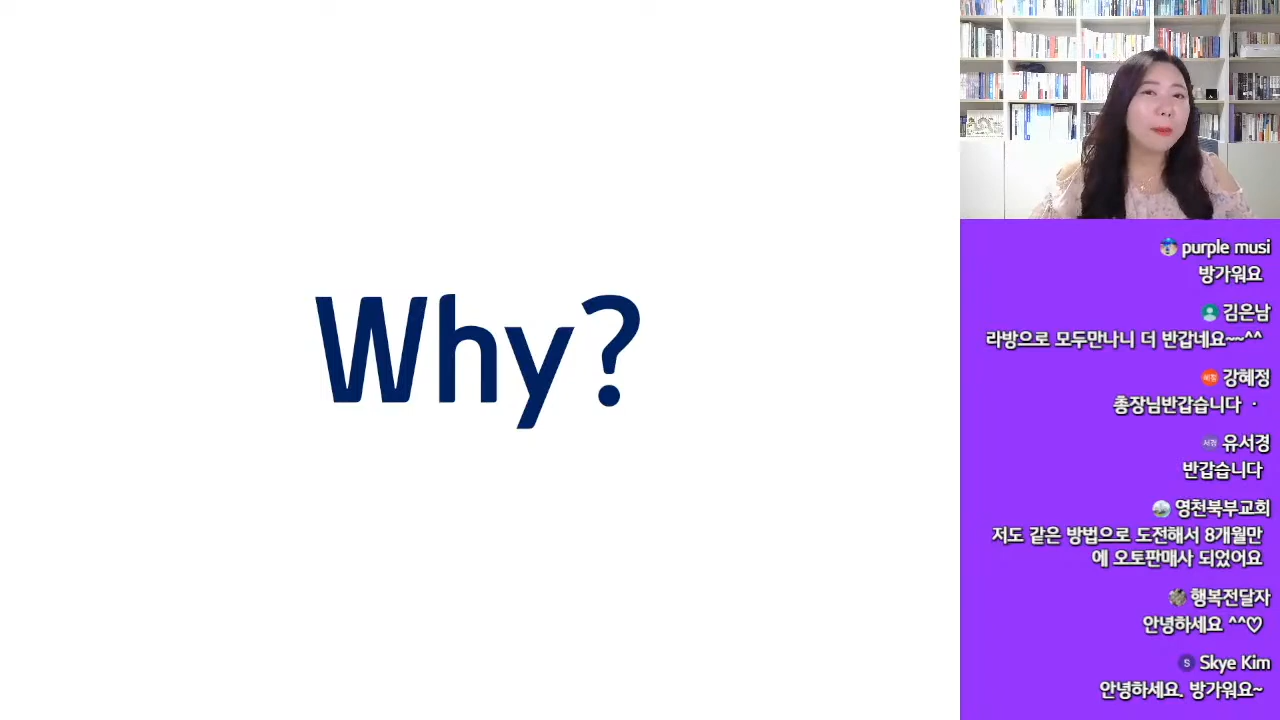 Why?
purple musi
방가워요
김은남
라방으로 모두만나니 더 반갑네요~~^^
강혜정
총장님반갑습니다 ·
서경 유서경
반갑습니다
영천북부교회
저도 같은 방법으로 도전해서 8개월만
에 오토판매사 되었어요
행복전달자
안녕하세요 ^^♡
S Skye Kim
안녕하세요. 방가워요~